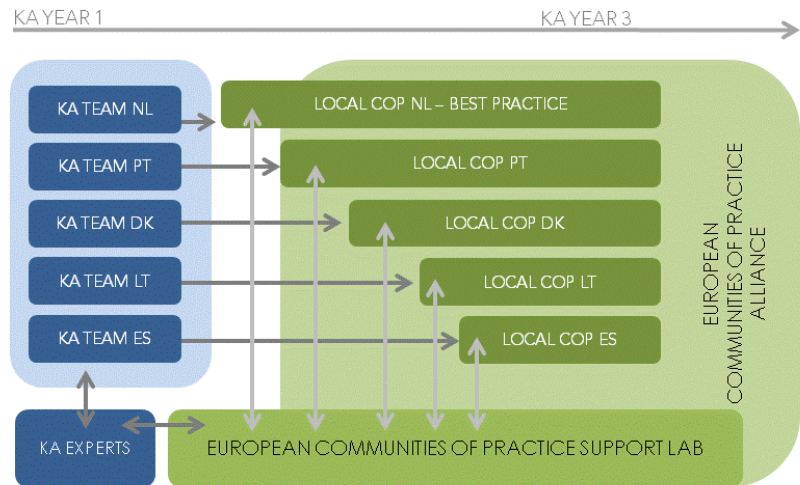 KA YEAR 1
KA YEAR 3
KA TEAM NL
LOCAL COP NL – BEST PRACTICE
KA TEAM PT
LOCAL COP PT
KA TEAM DK
LOCAL COP DK
KA TEAM LT
LOCAL COP LT
KA TEAM ES
LOCAL COP ES
EUROPEAN
COMMUNITIES OF PRACTICE
ALLIANCE
KA EXPERTS
EUROPEAN COMMUNITIES OF PRACTICE SUPPORT LAB